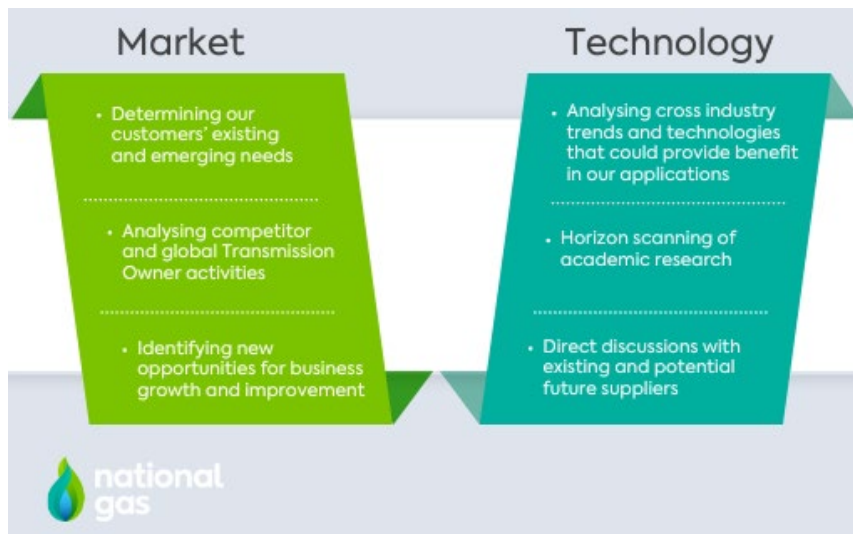 Market
• Determining our
customers' existing
and emerging needs
• Analysing competitor
and global Transmission
Owner activities
• Identifying new
opportunities for business
growth and improvement
Technology
• Analysing cross industry
trends and technologies
that could provide benefit
in our applications
• Horizon scanning of
academic research
• Direct discussions with
existing and potential
future suppliers
national
gas